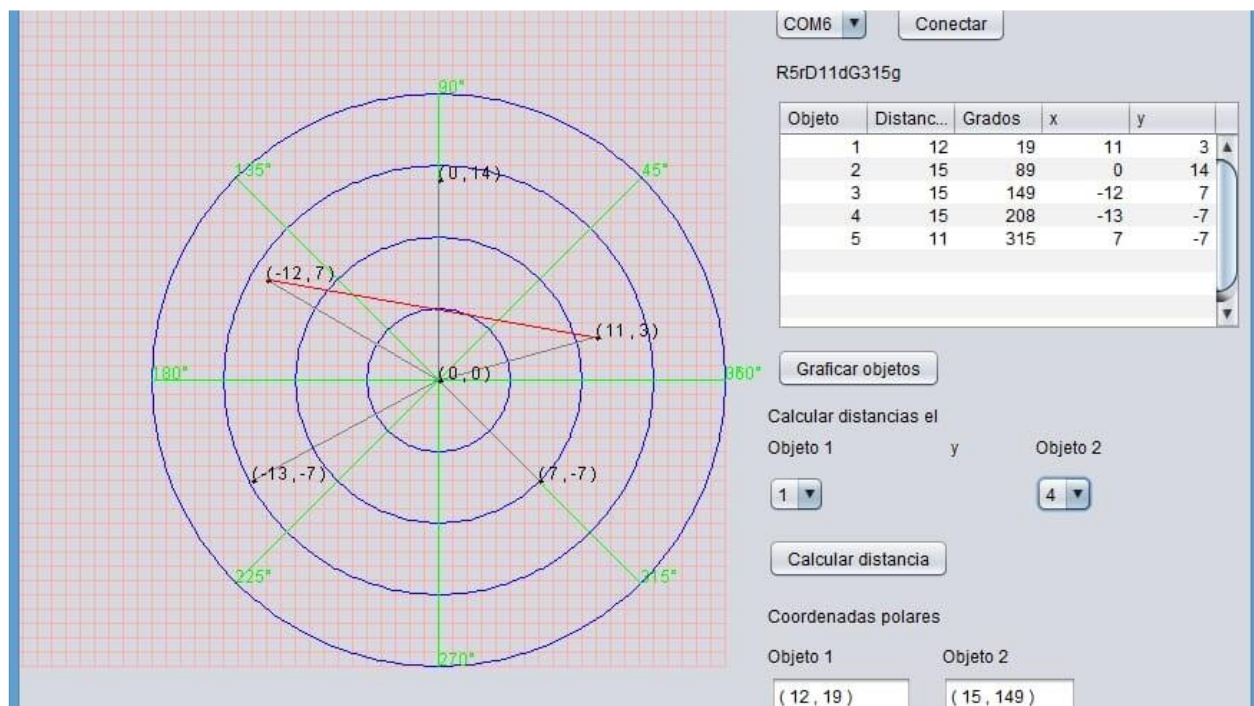 COM6 Conectar
R5rD11dG315g
Objeto Distanc... Grados x y
1 12 19 11 3
2 15 89 0 14
3 15 149 -12 7
4 15 208 -13 -7
5 11 315 7 -7
90°
135° (0,14) 45°
(-12,7)
(11,3)
180° (0,0)
(-13,-7) (7,-7)
225° 315°
270°
Graficar objetos
Calcular distancias el
Objeto 1 y Objeto 2
1 4
Calcular distancia
Coordenadas polares
Objeto 1 Objeto 2
(12,19) (15,149)